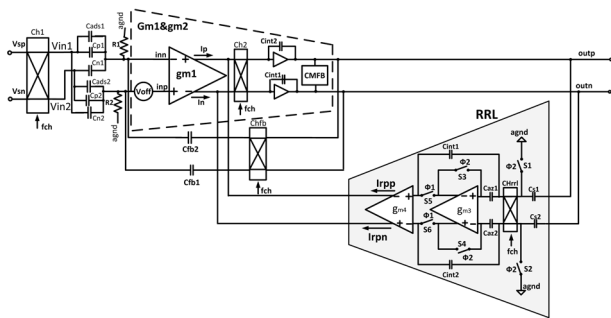 Gm1&gm2
Ch1
Cads1
Cp1
Cn1
Vsp
Vin1
Vsn
Vin2
fch
Cads2
Cp2
Cn2
agnd
R1
R2
agnd
inn
inp
Voff
gm1
Ip
In
Ch2
fch
Cint2
Cint1
CMFB
outp
outn
Cfb2
Cfb1
Chfb
fch
RRL
agnd
Φ2
S1
Irpp
Irpn
gm4
Φ1
S5
Φ1
S6
Cint1
Φ2
S3
gm3
S4
Φ2
Cint2
Caz1
Caz2
CHrrl
fch
Cs1
Cs2
Φ2
S2
agnd